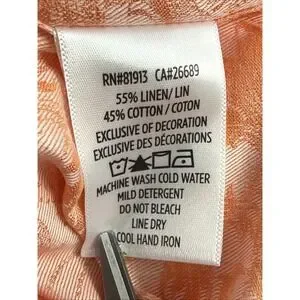 RN#81913 CA#26689
55% LINEN/ LIN
45% COTTON / COTON
EXCLUSIVE OF DECORATION
EXCLUSIVE DES DÉCORATIONS
MACHINE WASH COLD WATER
MILD DETERGENT
DO NOT BLEACH
LINE DRY
COOL HAND IRON